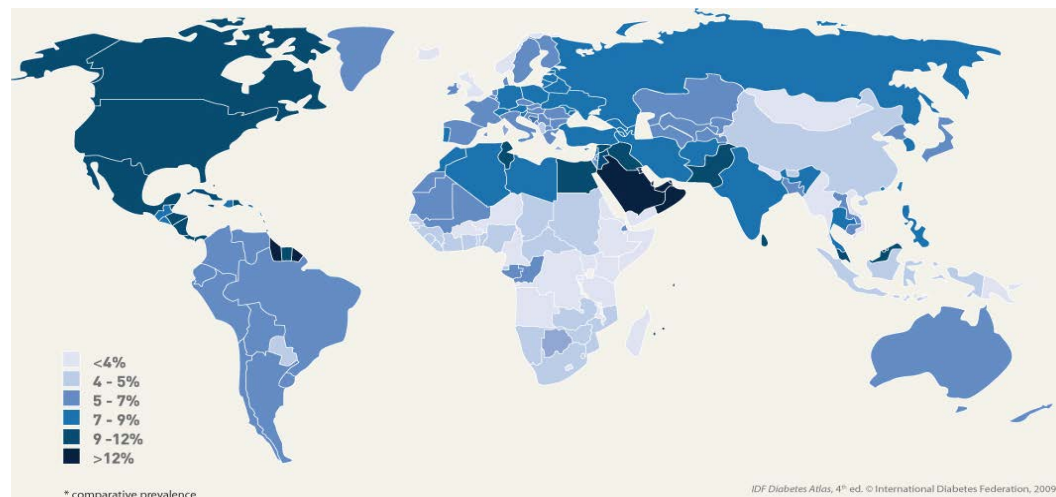 <4%
4 - 5%
5 - 7%
7 - 9%
9 -12%
>12%
* comparative prevalence
IDF Diabetes Atlas, 4th ed. © International Diabetes Federation, 2009